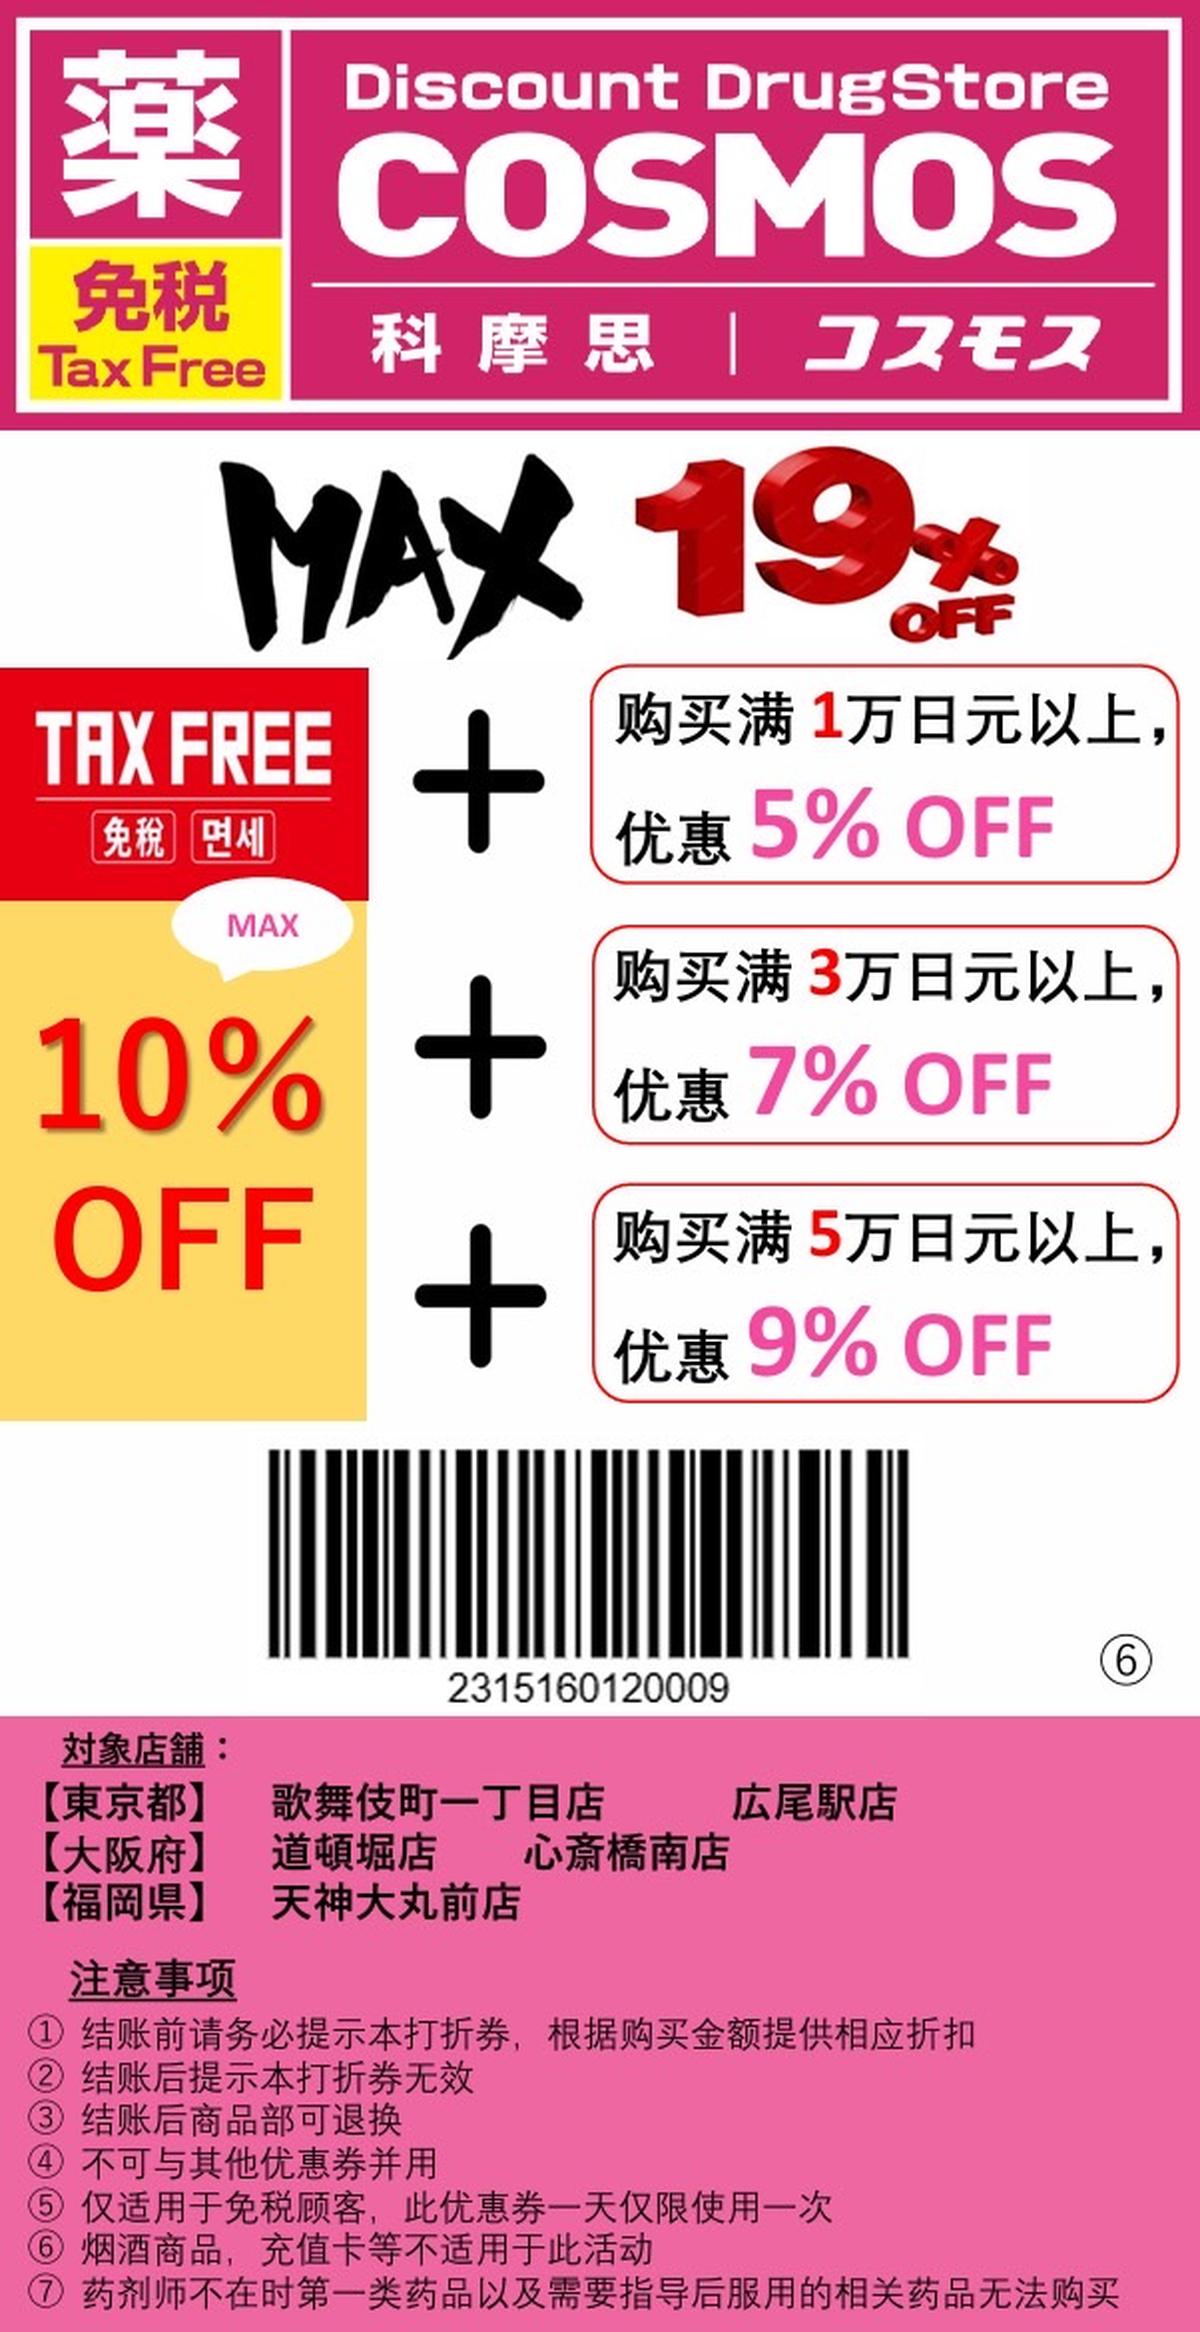 薬
免税
Tax Free
Discount DrugStore
COSMOS
科摩思 | コスモス
MAX 19% OFF
TAX FREE
免稅 면세
MAX
10%
OFF
+
购买满 1万日元以上，
优惠 5% OFF
+
购买满 3万日元以上，
优惠 7% OFF
+
购买满 5万日元以上，
优惠 9% OFF
2315160120009
⑥
対象店舗：
【東京都】 歌舞伎町一丁目店 広尾駅店
【大阪府】 道頓堀店 心斎橋南店
【福岡県】 天神大丸前店
注意事项
① 结账前请务必提示本打折券，根据购买金额提供相应折扣
② 结账后提示本打折券无效
③ 结账后商品部可退换
④ 不可与其他优惠券并用
⑤ 仅适用于免税顾客，此优惠券一天仅限使用一次
⑥ 烟酒商品，充值卡等不适用于此活动
⑦ 药剂师不在时第一类药品以及需要指导后服用的相关药品无法购买